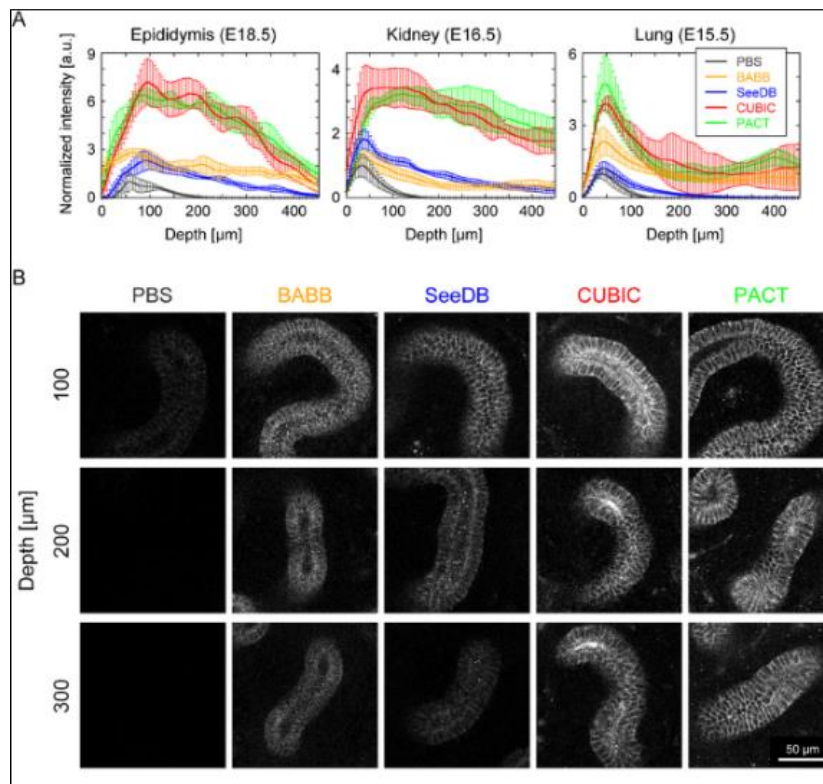 A
Epididymis (E18.5) Kidney (E16.5) Lung (E15.5)
Normalized intensity [a.u.]
9
6
3
0
4
2
0
6
3
0
PBS
BABB
SeeDB
CUBIC
PACT
0 100 200 300 400 0 100 200 300 400 0 100 200 300 400
Depth [µm] Depth [µm] Depth [µm]
B
PBS BABB SeeDB CUBIC PACT
Depth [µm]
100
200
300
50 µm